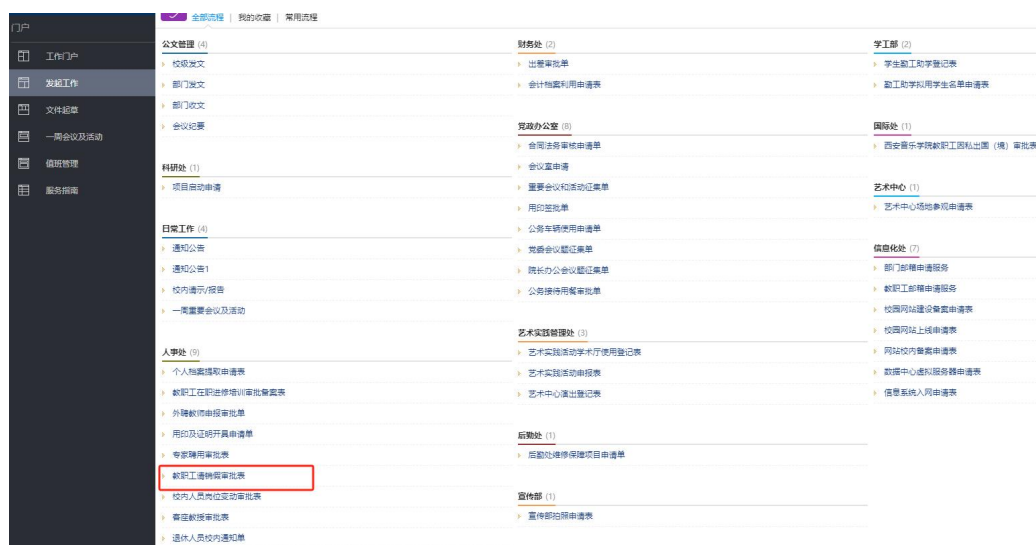 门户
工作门户
发起工作
文件起草
一周会议及活动
值班管理
服务指南
全部流程 | 我的收藏 | 常用流程
公文管理 (4)
校级发文
部门发文
部门收文
会议纪要
科研处 (1)
项目启动申请
日常工作 (4)
通知公告
通知公告1
校内请示/报告
一周重要会议及活动
人事处 (9)
个人档案提取申请表
教职工在职进修培训审批备案表
外聘教师申报审批单
用印及证明开具申请单
专家聘用审批表
教职工请销假审批表
校内人员岗位变动审批表
客座教授审批表
退休人员校内通知单
财务处 (2)
出差审批单
会计档案利用申请表
党政办公室 (8)
合同法务审核申请单
会议室申请
重要会议和活动征集单
用印签批单
公务车辆使用申请单
党委会议题征集单
院长办公会议题征集单
公务接待用餐审批单
艺术实践管理处 (3)
艺术实践活动学术厅使用登记表
艺术实践活动申报表
艺术中心演出登记表
后勤处 (1)
后勤处维修保障项目申请单
宣传部 (1)
宣传部拍照申请表
学工部 (2)
学生勤工助学登记表
勤工助学拟用学生名单申请表
国际处 (1)
西安音乐学院教职工因私出国（境）审批表
艺术中心 (1)
艺术中心场地参观申请表
信息化处 (7)
部门邮箱申请服务
教职工邮箱申请服务
校园网站建设备案申请表
校园网站上线申请表
网站校内备案申请表
数据中心虚拟服务器申请表
信息系统入网申请表